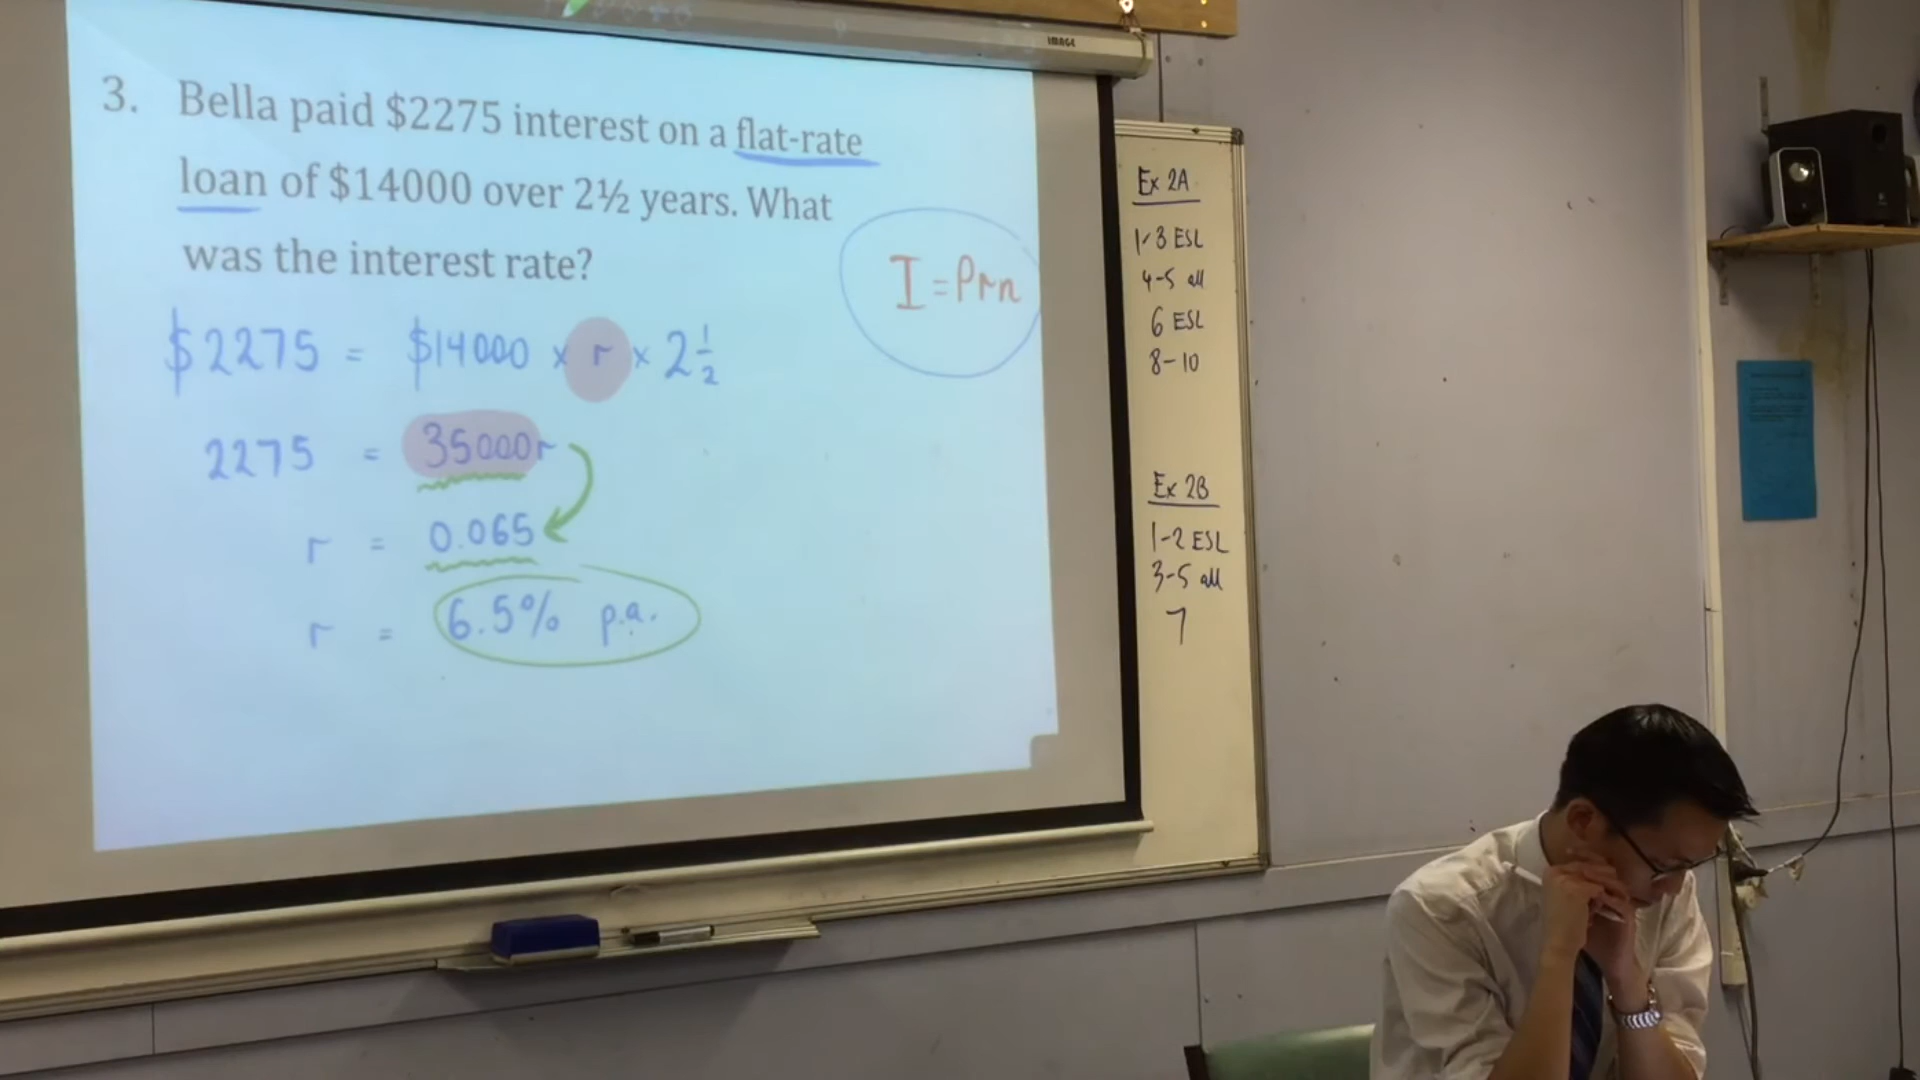 3. Bella paid $2275 interest on a flat-rate
loan of $14000 over 2½ years. What
was the interest rate?
I = Prn
$2275 = $14000 × r × 2 1/2
2275 = 35000r
r = 0.065
r = 6.5% p.a.
IMAGE
Ex 2A
1-3 ESL
4-5 all
6 ESL
8-10
Ex 2B
1-2 ESL
3-5 all
7